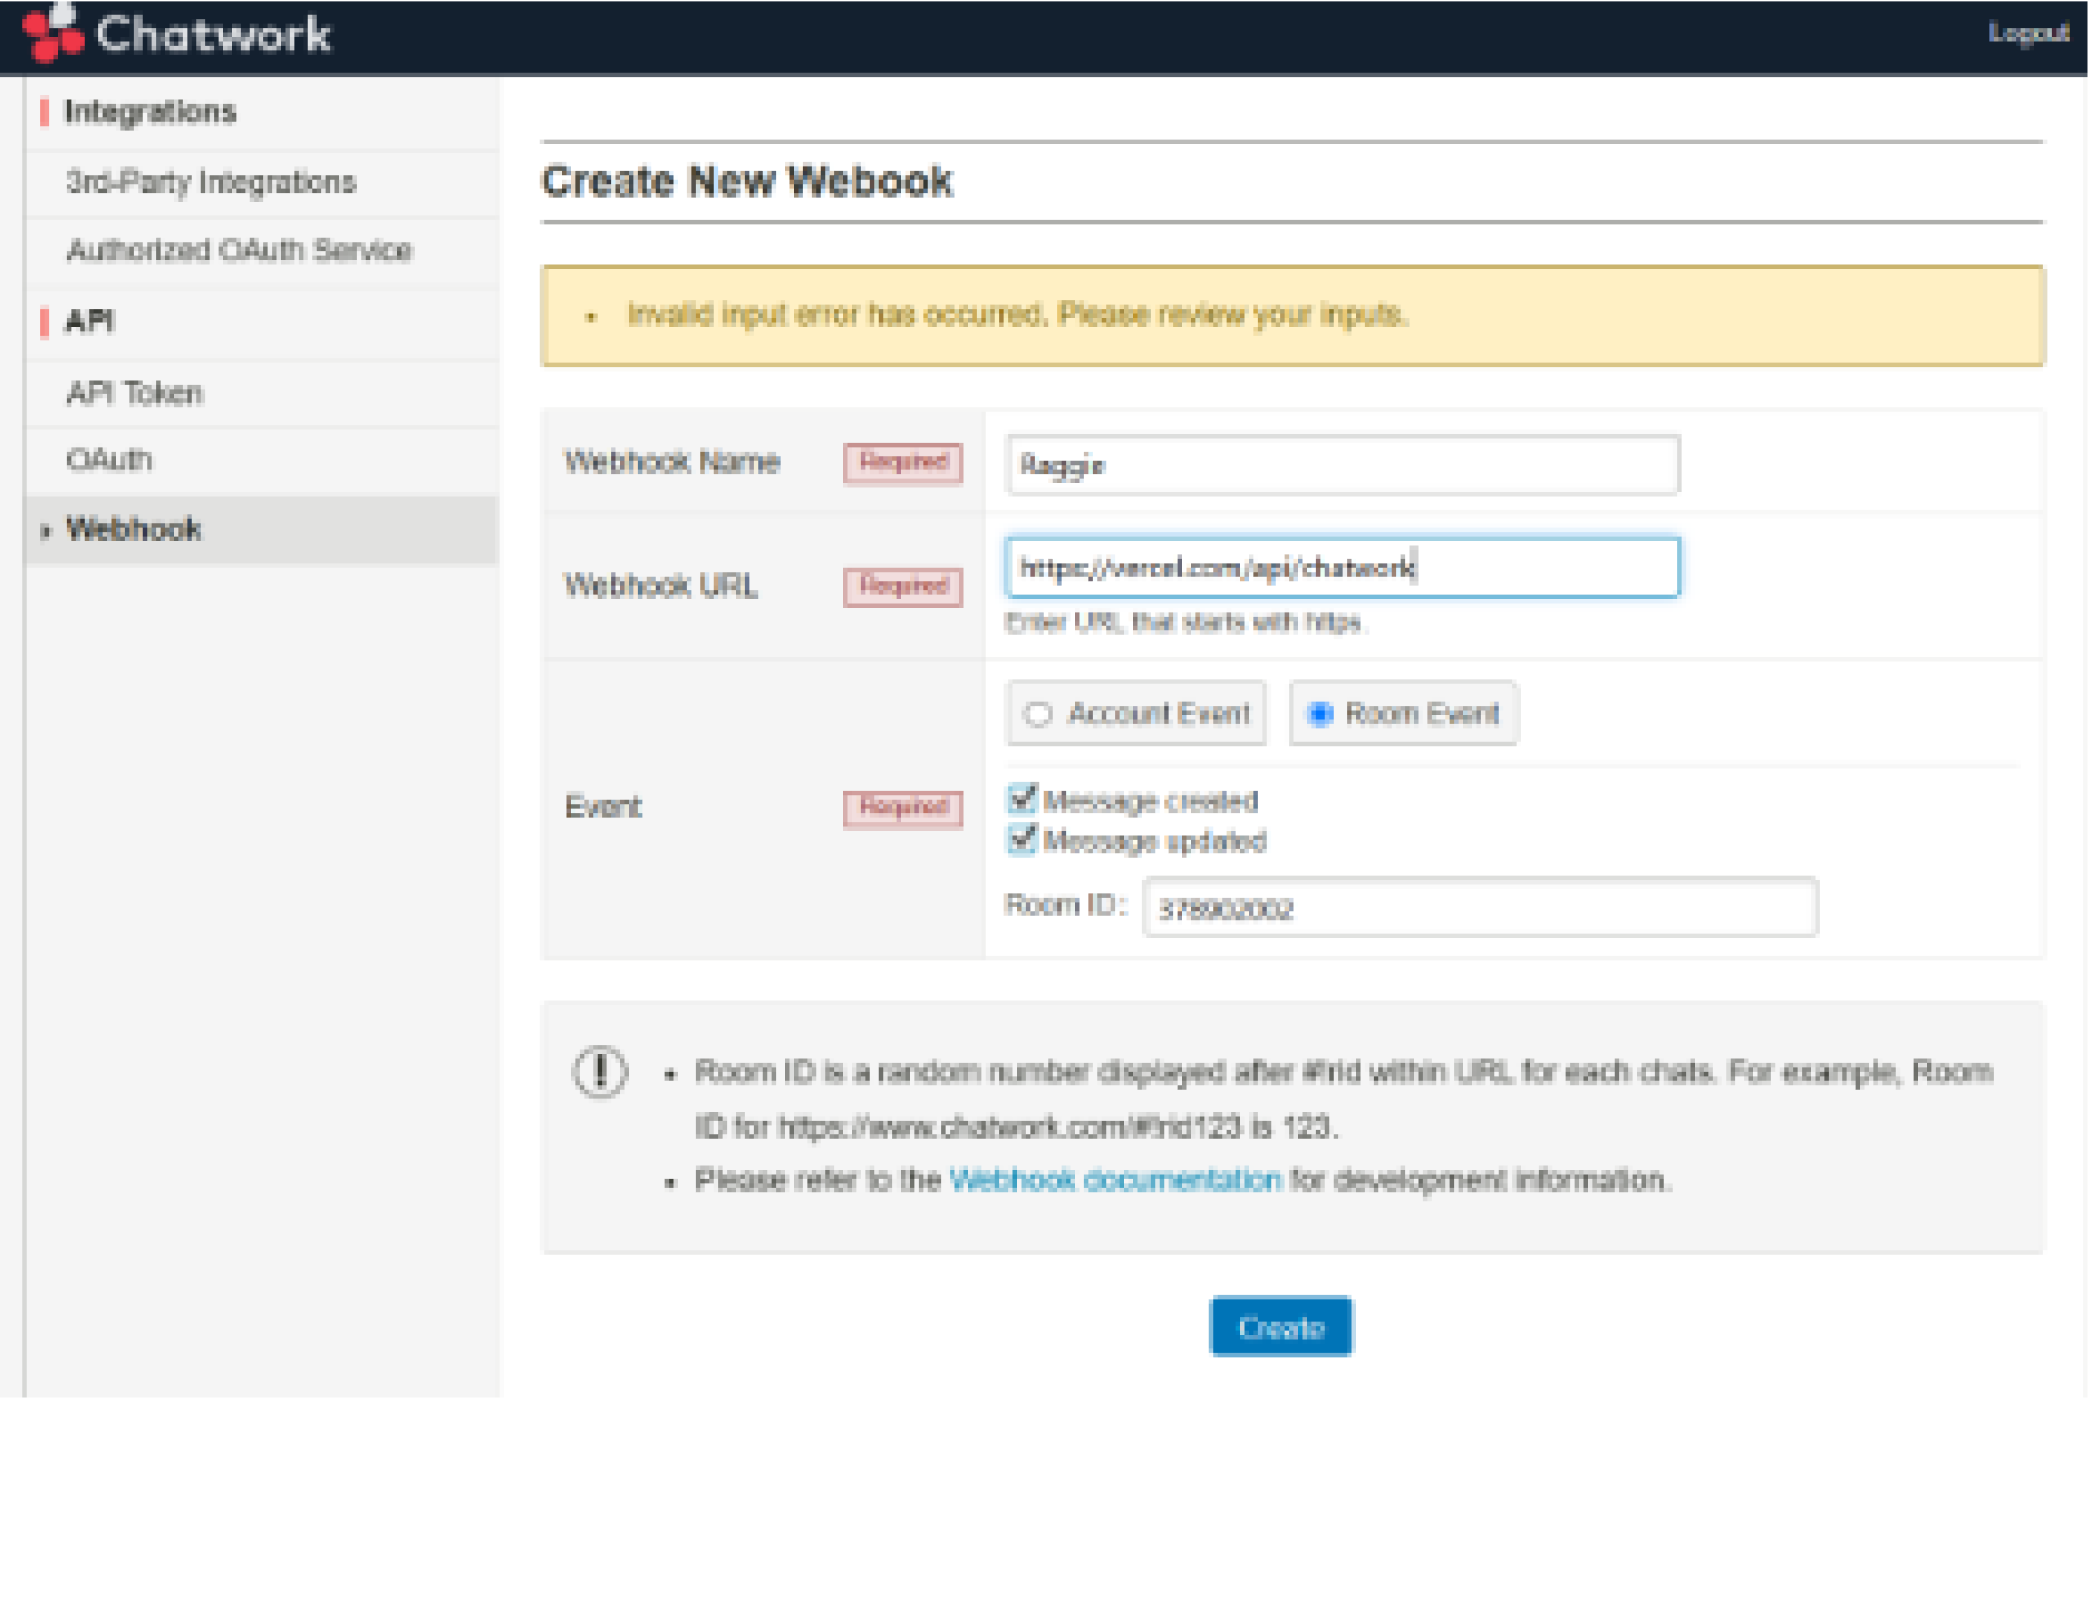 Chatwork
Logout
Integrations
3rd-Party Integrations
Authorized OAuth Service
API
API Token
OAuth
Webhook
Create New Webook
Invalid input error has occurred. Please review your inputs.
Webhook Name Required Raggie
Webhook URL Required https://vercel.com/api/chatwork
Enter URL that starts with https.
Account Event Room Event
Event Required
Message created
Message updated
Room ID: 378902002
Room ID is a random number displayed after #!rid within URL for each chats. For example, Room
ID for https://www.chatwork.com/#!rid123 is 123.
Please refer to the Webhook documentation for development information.
Create